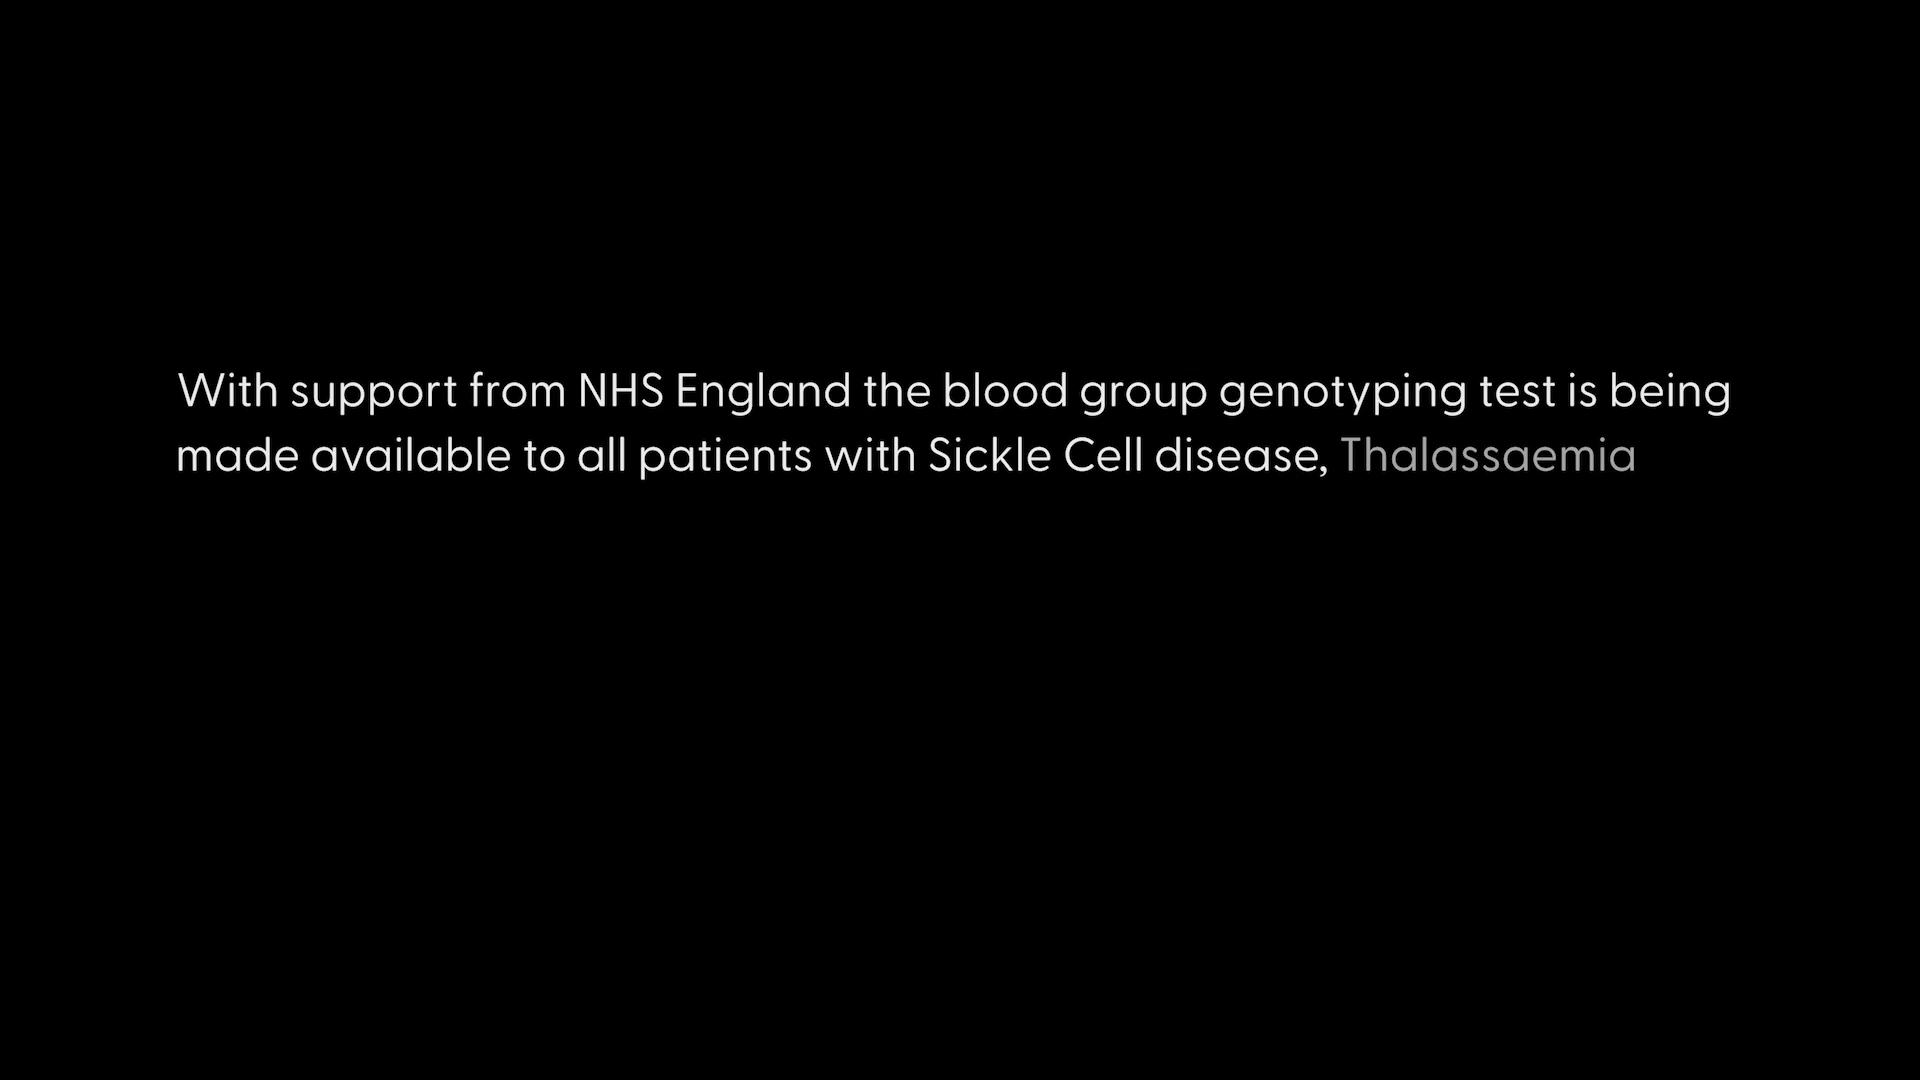 With support from NHS England the blood group genotyping test is being
made available to all patients with Sickle Cell disease, Thalassaemia